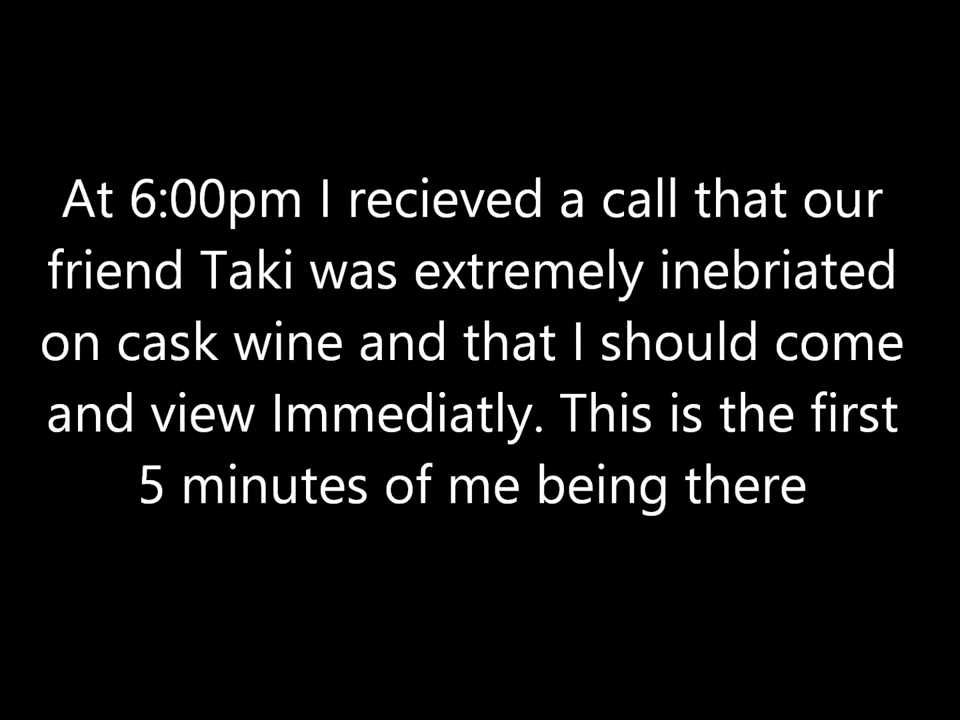 At 6:00pm I recieved a call that our
friend Taki was extremely inebriated
on cask wine and that I should come
and view Immediatly. This is the first
5 minutes of me being there